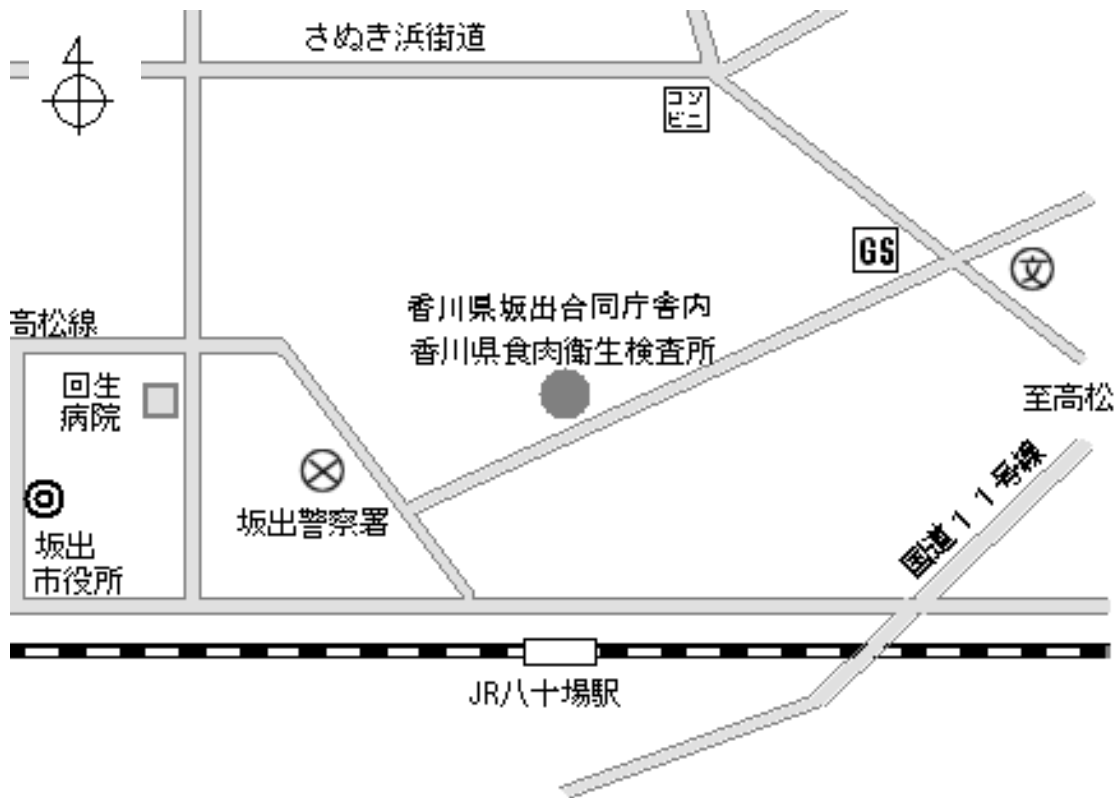 さぬき浜街道
コン
ビニ
GS
文
香川県坂出合同庁舎内
香川県食肉衛生検査所
高松線
回生
病院
至高松
国道11号線
坂出警察署
坂出
市役所
JR八十場駅